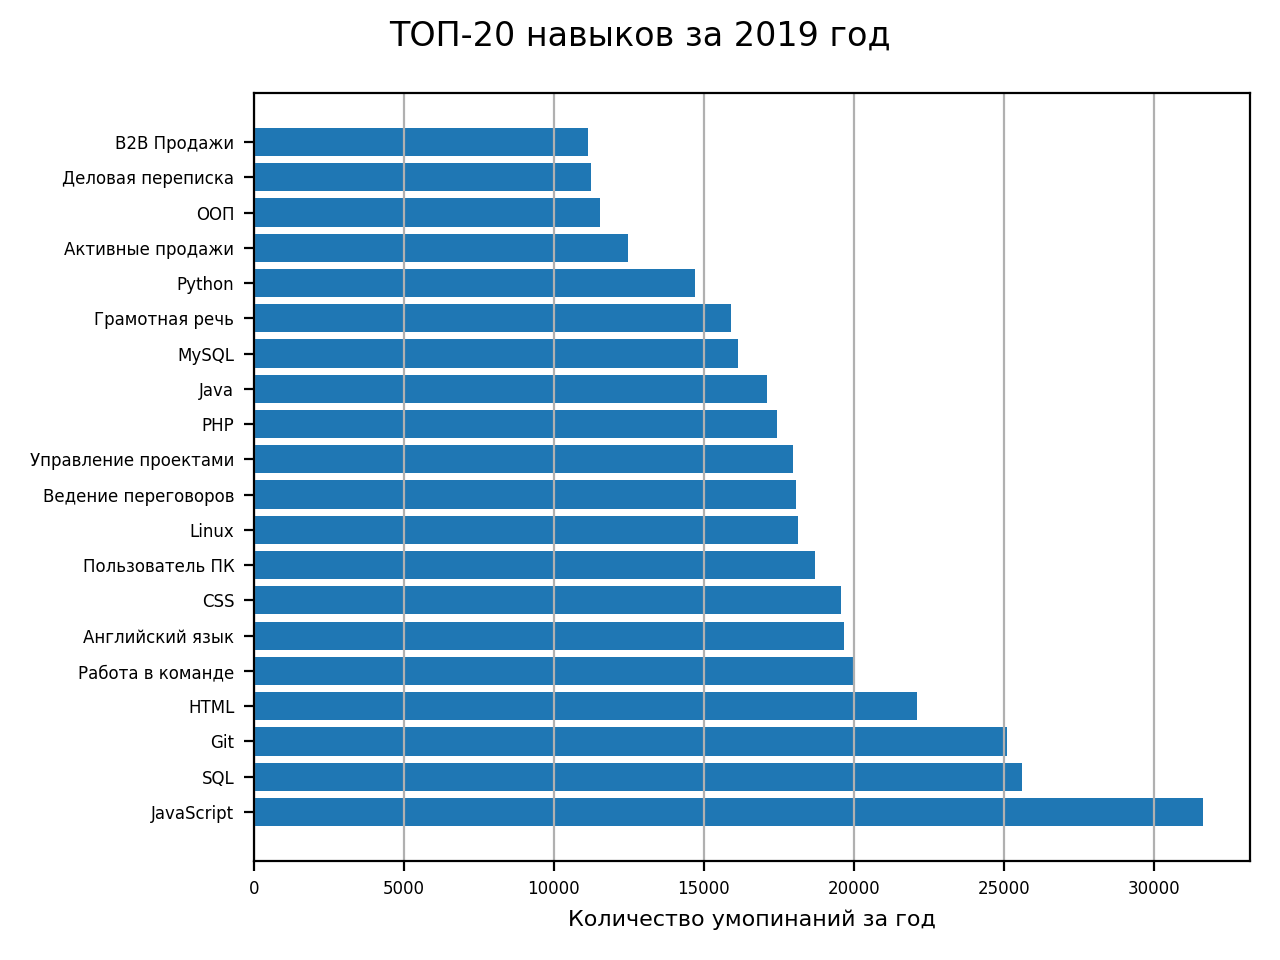 ТОП-20 навыков за 2019 год
B2B Продажи
Деловая переписка
ООП
Активные продажи
Python
Грамотная речь
MySQL
Java
PHP
Управление проектами
Ведение переговоров
Linux
Пользователь ПК
CSS
Английский язык
Работа в команде
HTML
Git
SQL
JavaScript
0 5000 10000 15000 20000 25000 30000
Количество умопинаний за год